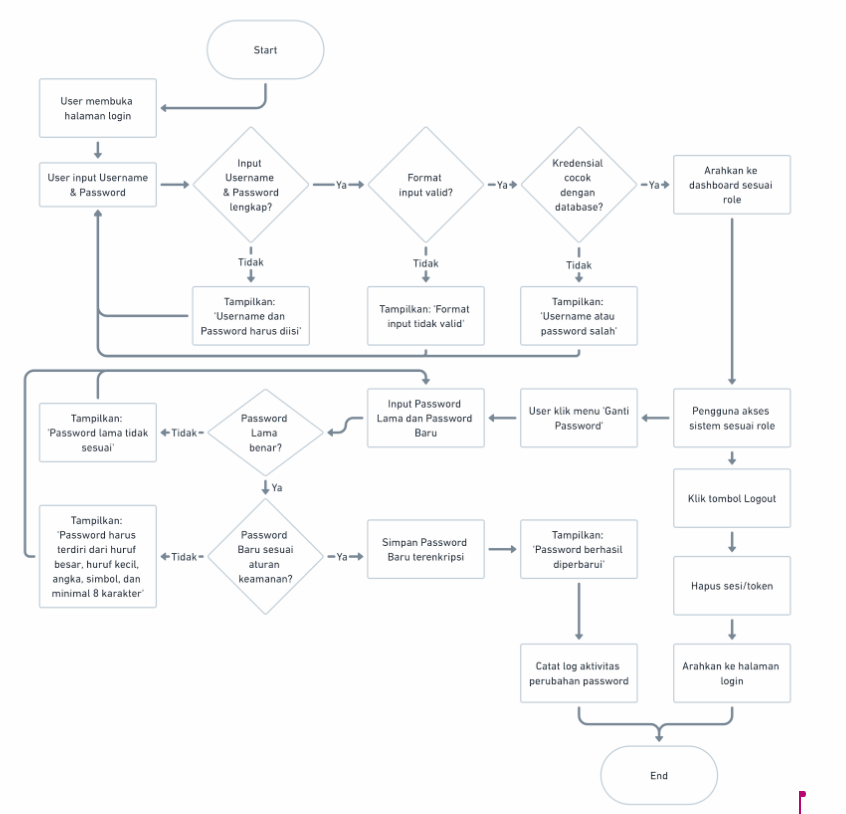 Start
User membuka
halaman login
User input Username
& Password
Input
Username
& Password
lengkap?
Ya
Format
input valid?
Ya
Kredensial
cocok
dengan
database?
Ya
Arahkan ke
dashboard sesuai
role
Tidak
Tidak
Tidak
Tampilkan:
'Username dan
Password harus diisi'
Tampilkan: 'Format
input tidak valid'
Tampilkan:
'Username atau
password salah'
Tampilkan:
'Password lama tidak
sesuai'
Tidak
Password
Lama
benar?
Input Password
Lama dan Password
Baru
User klik menu 'Ganti
Password'
Pengguna akses
sistem sesuai role
Ya
Klik tombol Logout
Tampilkan:
'Password harus
terdiri dari huruf
besar, huruf kecil,
angka, simbol, dan
minimal 8 karakter'
Tidak
Password
Baru sesuai
aturan
keamanan?
Ya
Simpan Password
Baru terenkripsi
Tampilkan:
'Password berhasil
diperbarui'
Hapus sesi/token
Catat log aktivitas
perubahan password
Arahkan ke halaman
login
End